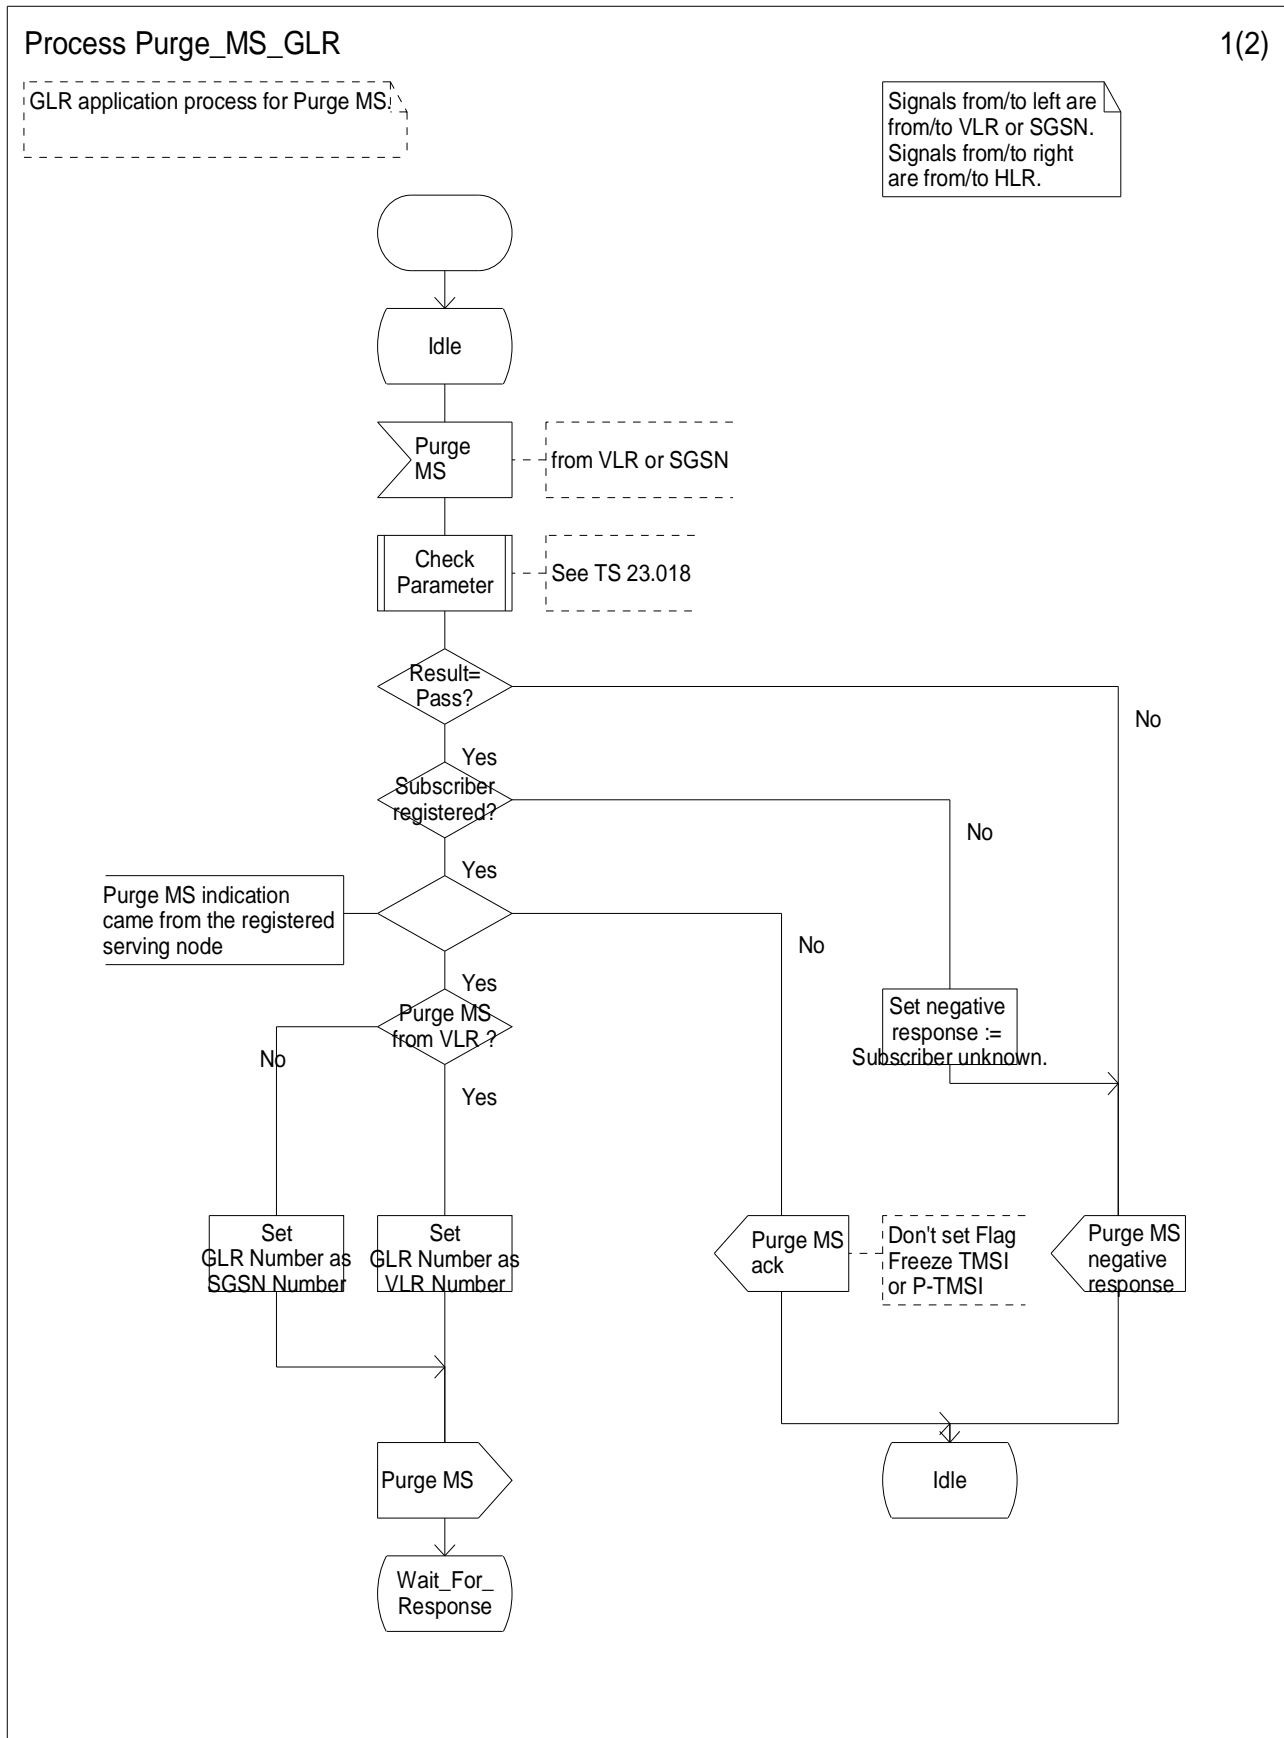 Process Purge_MS_GLR
1(2)
GLR application process for Purge MS.
Signals from/to left are
from/to VLR or SGSN.
Signals from/to right
are from/to HLR.
Idle
Purge
MS
from VLR or SGSN
Check
Parameter
See TS 23.018
Result=
Pass?
No
Yes
Subscriber
registered?
No
Yes
Purge MS indication
came from the registered
serving node
No
Yes
Purge MS
from VLR ?
No
Yes
Set negative
response :=
Subscriber unknown.
Set
GLR Number as
SGSN Number
Set
GLR Number as
VLR Number
Purge MS
ack
Don't set Flag
Freeze TMSI
or P-TMSI
Purge MS
negative
response
Purge MS
Idle
Wait_For_
Response